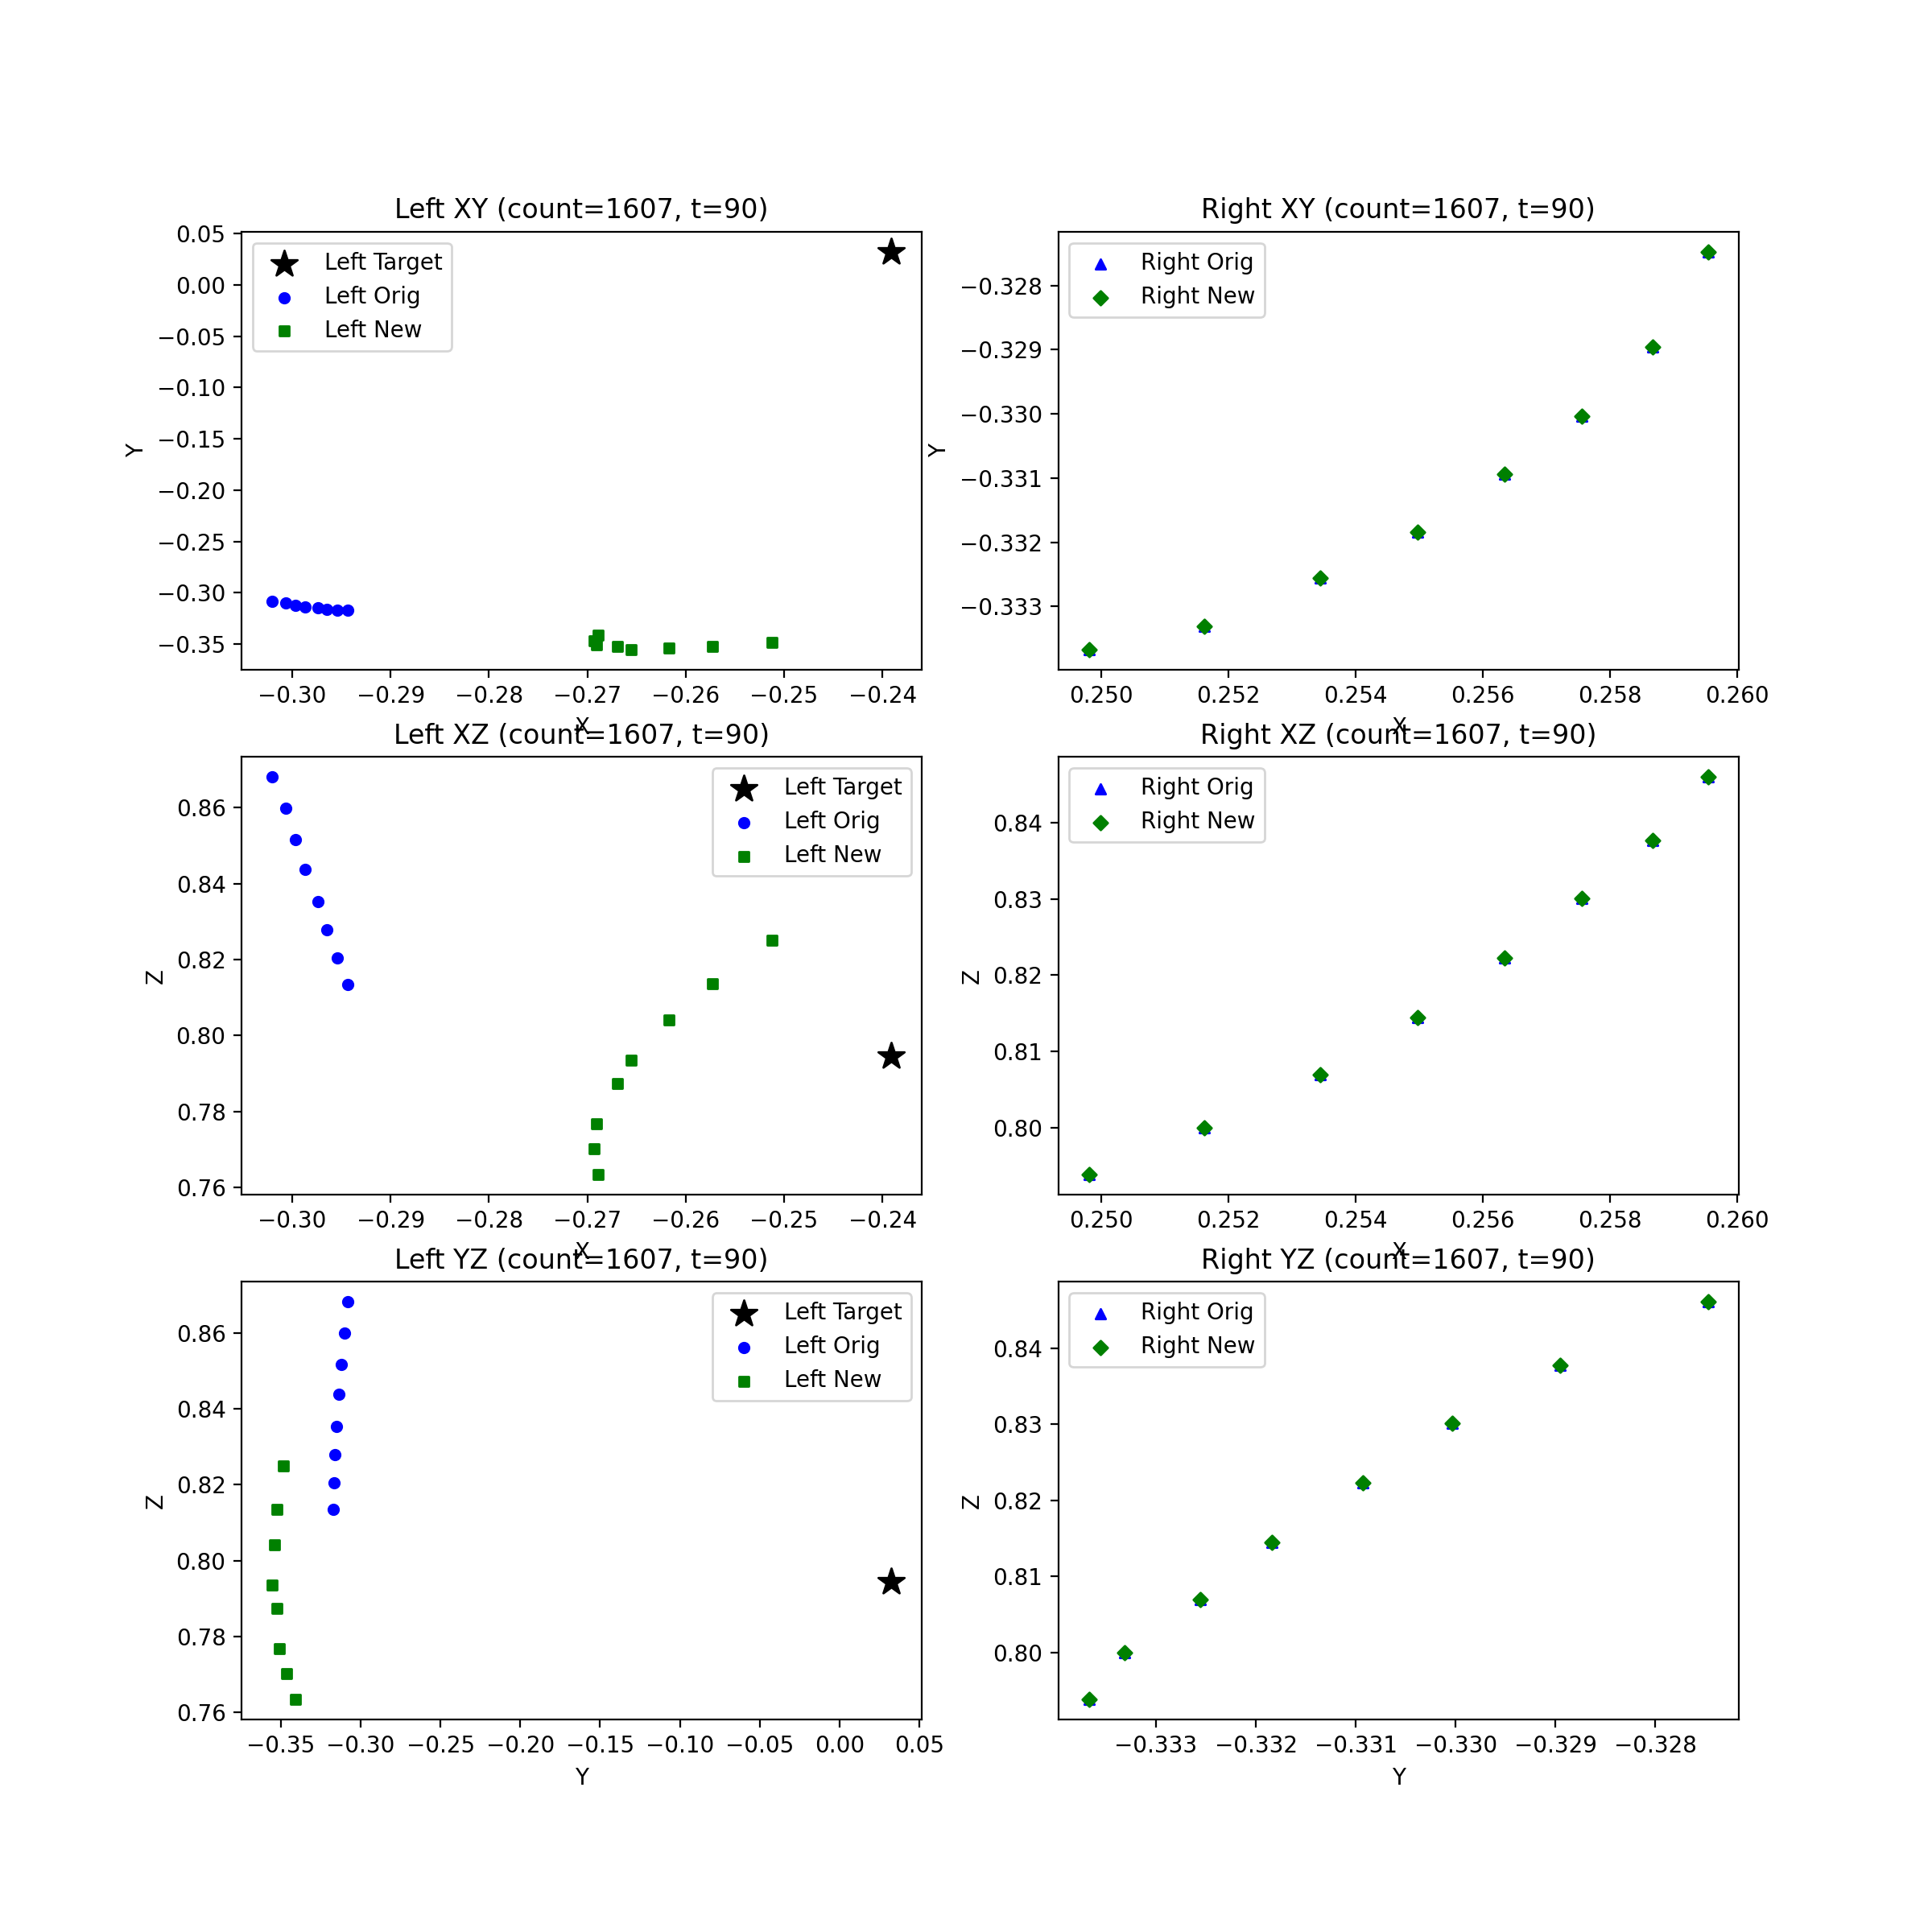 Left XY (count=1607, t=90)
Right XY (count=1607, t=90)
0.05
0.00
−0.05
−0.10
−0.15
−0.20
−0.25
−0.30
−0.35
Y
Left Target
Left Orig
Left New
−0.30 −0.29 −0.28 −0.27 −0.26 −0.25 −0.24
X
−0.328
−0.329
−0.330
−0.331
−0.332
−0.333
Y
Right Orig
Right New
0.250 0.252 0.254 0.256 0.258 0.260
X
Left XZ (count=1607, t=90)
Right XZ (count=1607, t=90)
0.86
0.84
0.82
0.80
0.78
0.76
Z
Left Target
Left Orig
Left New
−0.30 −0.29 −0.28 −0.27 −0.26 −0.25 −0.24
X
0.84
0.83
0.82
0.81
0.80
Z
Right Orig
Right New
0.250 0.252 0.254 0.256 0.258 0.260
X
Left YZ (count=1607, t=90)
Right YZ (count=1607, t=90)
0.86
0.84
0.82
0.80
0.78
0.76
Z
Left Target
Left Orig
Left New
−0.35 −0.30 −0.25 −0.20 −0.15 −0.10 −0.05 0.00 0.05
Y
0.84
0.83
0.82
0.81
0.80
Z
Right Orig
Right New
−0.333 −0.332 −0.331 −0.330 −0.329 −0.328
Y